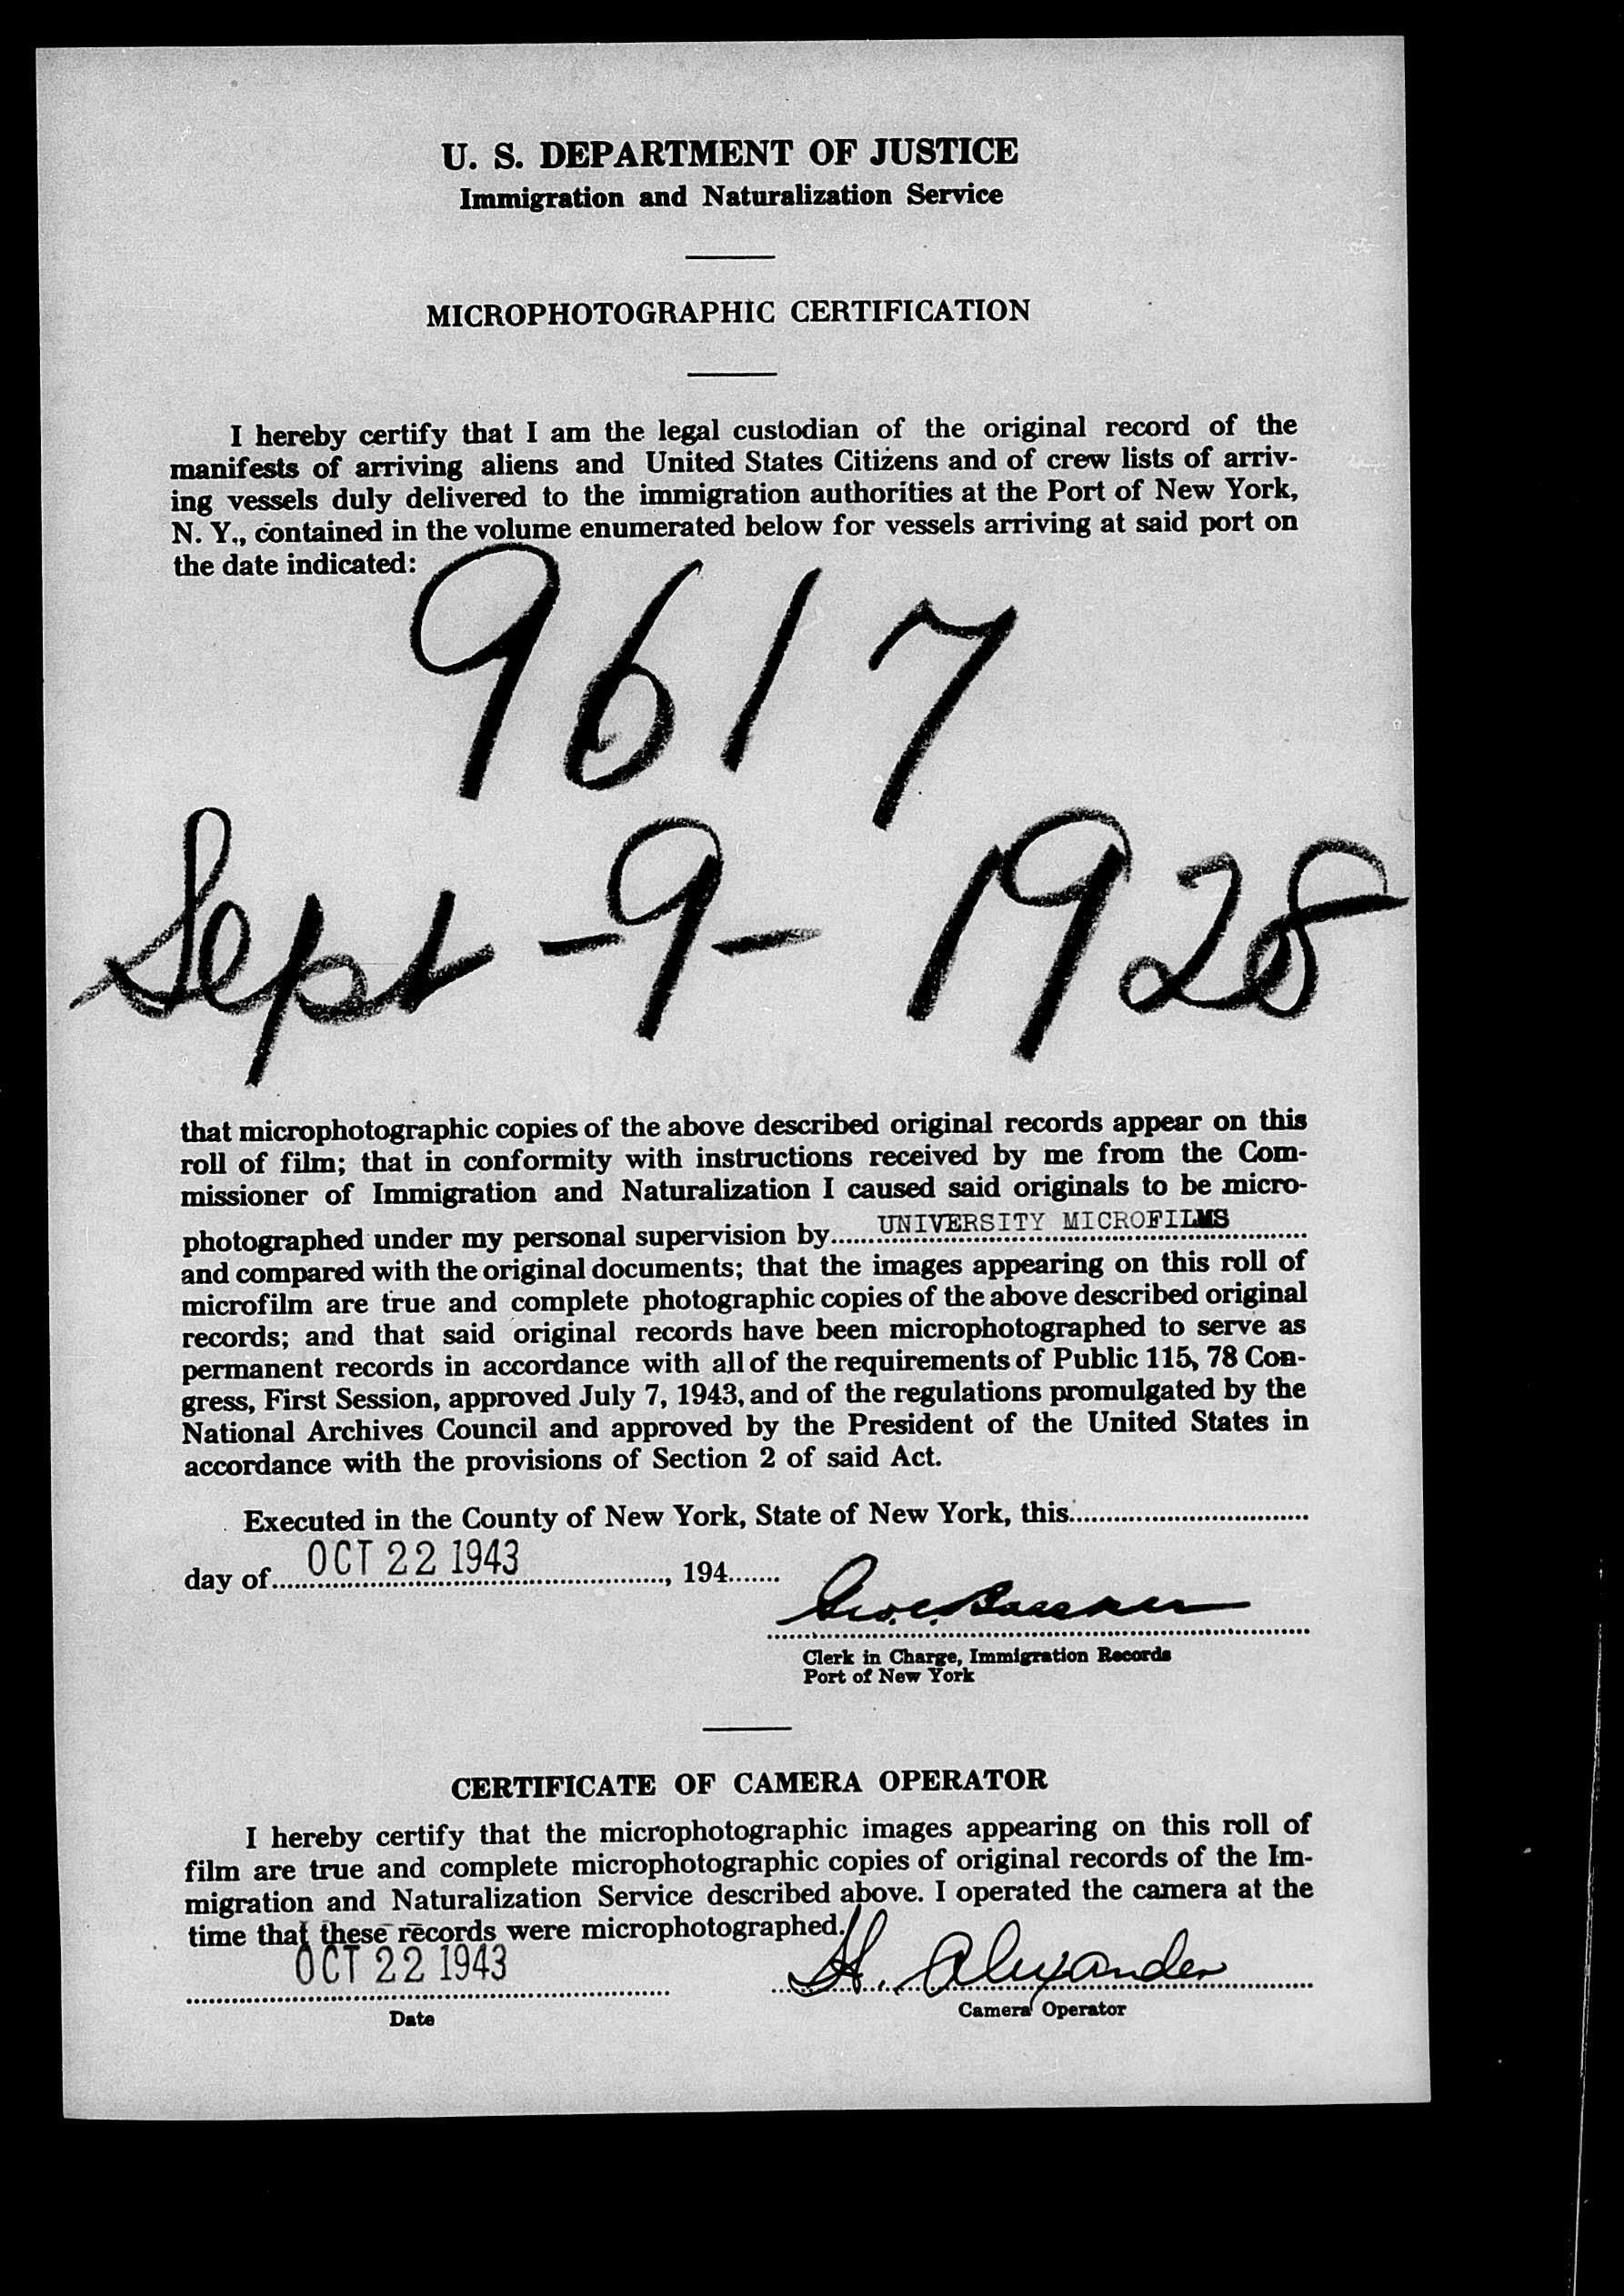 U. S. DEPARTMENT OF JUSTICE
Immigration and Naturalization Service
MICROPHOTOGRAPHIC CERTIFICATION
I hereby certify that I am the legal custodian of the original record of the
manifests of arriving aliens and United States Citizens and of crew lists of arriv-
ing vessels duly delivered to the immigration authorities at the Port of New York,
N. Y., contained in the volume enumerated below for vessels arriving at said port on
the date indicated:
9617
Sept - 9 - 1928
that microphotographic copies of the above described original records appear on this
roll of film; that in conformity with instructions received by me from the Com-
missioner of Immigration and Naturalization I caused said originals to be micro-
photographed under my personal supervision by UNIVERSITY MICROFILMS
and compared with the original documents; that the images appearing on this roll of
microfilm are true and complete photographic copies of the above described original
records; and that said original records have been microphotographed to serve as
permanent records in accordance with all of the requirements of Public 115, 78 Con-
gress, First Session, approved July 7, 1943, and of the regulations promulgated by the
National Archives Council and approved by the President of the United States in
accordance with the provisions of Section 2 of said Act.
Executed in the County of New York, State of New York, this
day of OCT 22 1943, 194
Clerk in Charge, Immigration Records
Port of New York
CERTIFICATE OF CAMERA OPERATOR
I hereby certify that the microphotographic images appearing on this roll of
film are true and complete microphotographic copies of original records of the Im-
migration and Naturalization Service described above. I operated the camera at the
time that these records were microphotographed.
OCT 22 1943 H. Alexander
Date Camera Operator